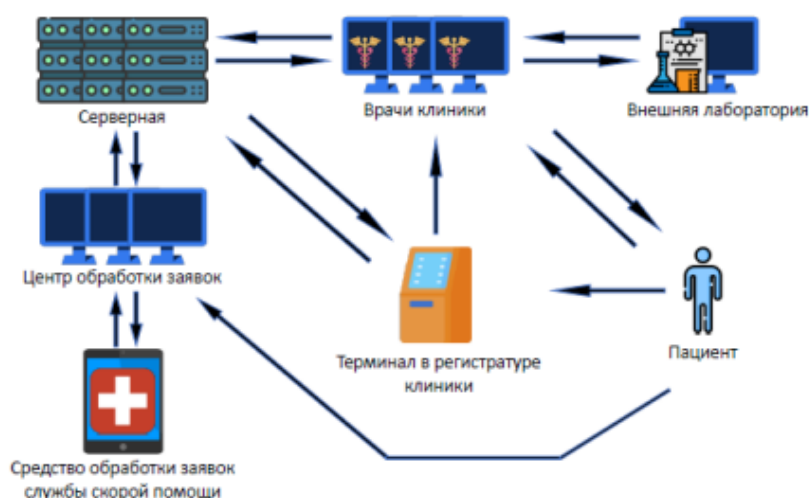 Серверная
Врачи клиники
Внешняя лаборатория
Центр обработки заявок
Терминал в регистратуре
клиники
Пациент
Средство обработки заявок
службы скорой помощи